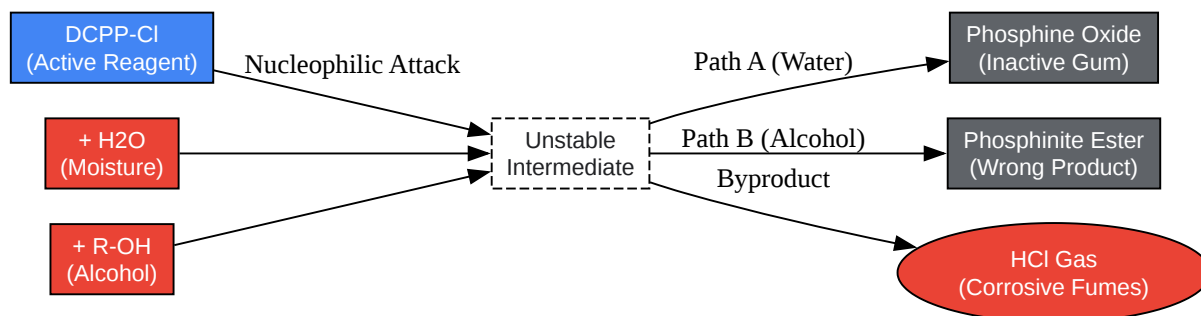 DCPP-Cl
(Active Reagent)
Nucleophilic Attack
+ H2O
(Moisture)
+ R-OH
(Alcohol)
Unstable
Intermediate
Path A (Water)
Path B (Alcohol)
Byproduct
Phosphine Oxide
(Inactive Gum)
Phosphinite Ester
(Wrong Product)
HCl Gas
(Corrosive Fumes)